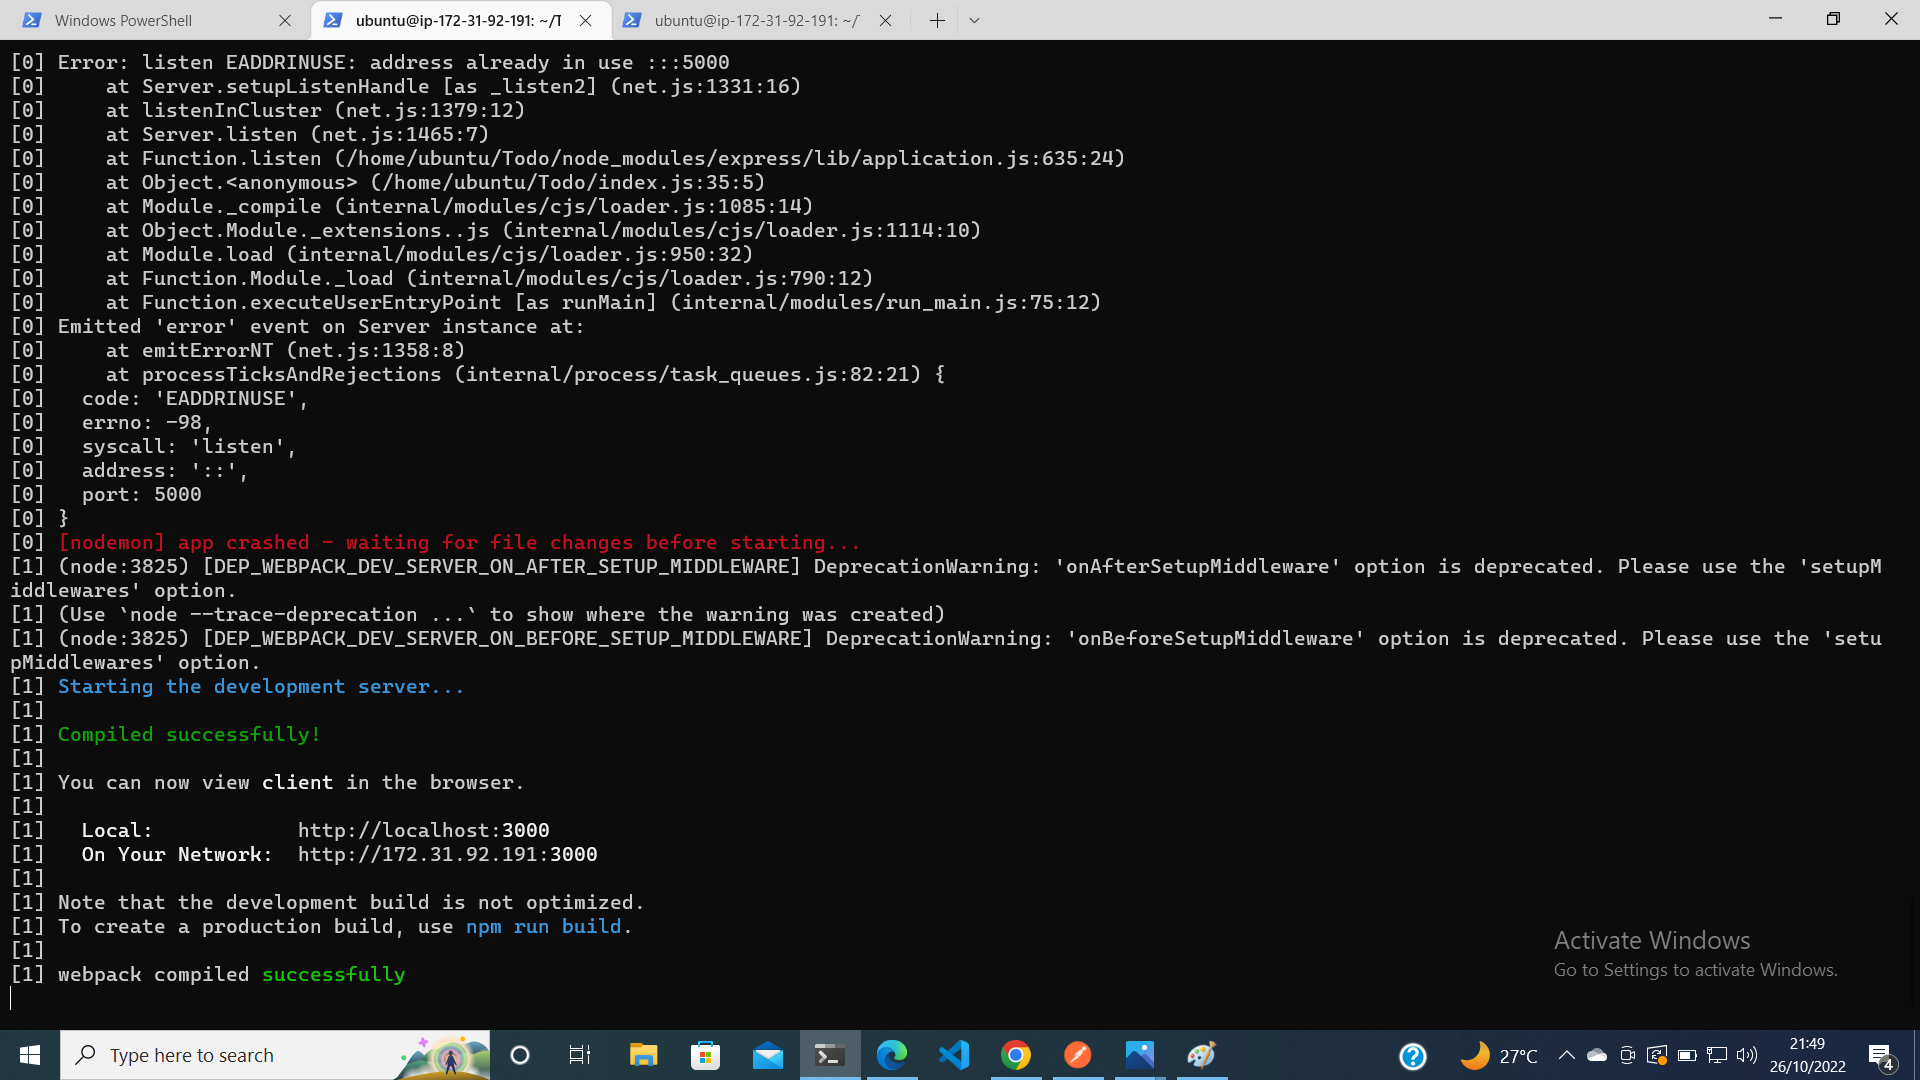 Windows PowerShell
ubuntu@ip-172-31-92-191: ~/T
ubuntu@ip-172-31-92-191: ~/
[0] Error: listen EADDRINUSE: address already in use :::5000
[0]     at Server.setupListenHandle [as _listen2] (net.js:1331:16)
[0]     at listenInCluster (net.js:1379:12)
[0]     at Server.listen (net.js:1465:7)
[0]     at Function.listen (/home/ubuntu/Todo/node_modules/express/lib/application.js:635:24)
[0]     at Object.<anonymous> (/home/ubuntu/Todo/index.js:35:5)
[0]     at Module._compile (internal/modules/cjs/loader.js:1085:14)
[0]     at Object.Module._extensions..js (internal/modules/cjs/loader.js:1114:10)
[0]     at Module.load (internal/modules/cjs/loader.js:950:32)
[0]     at Function.Module._load (internal/modules/cjs/loader.js:790:12)
[0]     at Function.executeUserEntryPoint [as runMain] (internal/modules/run_main.js:75:12)
[0] Emitted 'error' event on Server instance at:
[0]     at emitErrorNT (net.js:1358:8)
[0]     at processTicksAndRejections (internal/process/task_queues.js:82:21) {
[0]   code: 'EADDRINUSE',
[0]   errno: -98,
[0]   syscall: 'listen',
[0]   address: '::',
[0]   port: 5000
[0] }
[0] [nodemon] app crashed - waiting for file changes before starting...
[1] (node:3825) [DEP_WEBPACK_DEV_SERVER_ON_AFTER_SETUP_MIDDLEWARE] DeprecationWarning: 'onAfterSetupMiddleware' option is deprecated. Please use the 'setupM
iddlewares' option.
[1] (Use `node --trace-deprecation ...` to show where the warning was created)
[1] (node:3825) [DEP_WEBPACK_DEV_SERVER_ON_BEFORE_SETUP_MIDDLEWARE] DeprecationWarning: 'onBeforeSetupMiddleware' option is deprecated. Please use the 'setu
pMiddlewares' option.
[1] Starting the development server...
[1]
[1] Compiled successfully!
[1]
[1] You can now view client in the browser.
[1]
[1]   Local:            http://localhost:3000
[1]   On Your Network:  http://172.31.92.191:3000
[1]
[1] Note that the development build is not optimized.
[1] To create a production build, use npm run build.
[1]
[1] webpack compiled successfully
Activate Windows
Go to Settings to activate Windows.
Type here to search
27°C
21:49
26/10/2022
4